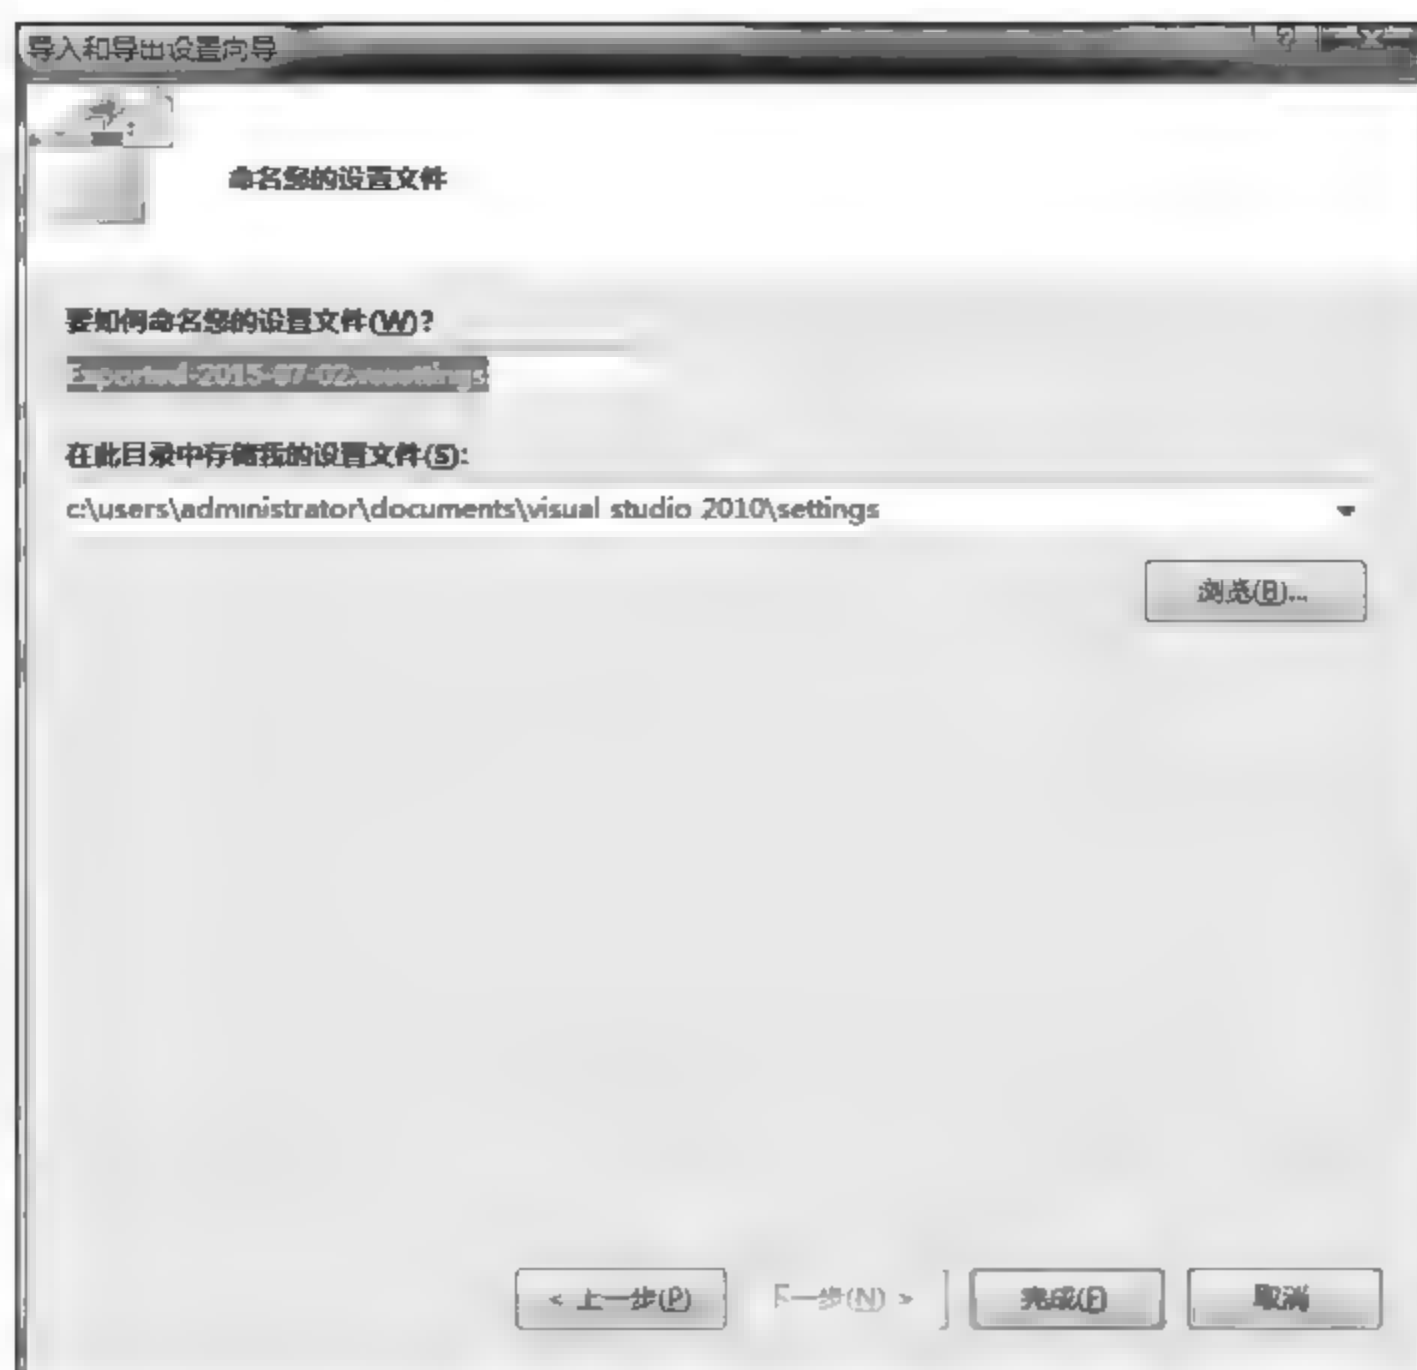 导入和导出设置向导
命名您的设置文件
要如何命名您的设置文件(W)?
Exported-2015-07-02.vssettings
在此目录中存储我的设置文件(S):
c:\users\administrator\documents\visual studio 2010\settings
浏览(B)...
< 上一步(P)
下一步(N) >
完成(F)
取消